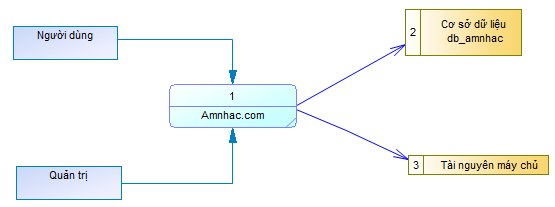 Người dùng
1
Amnhac.com
Quản trị
2
Cơ sở dữ liệu
db_amnhac
3
Tài nguyên máy chủ